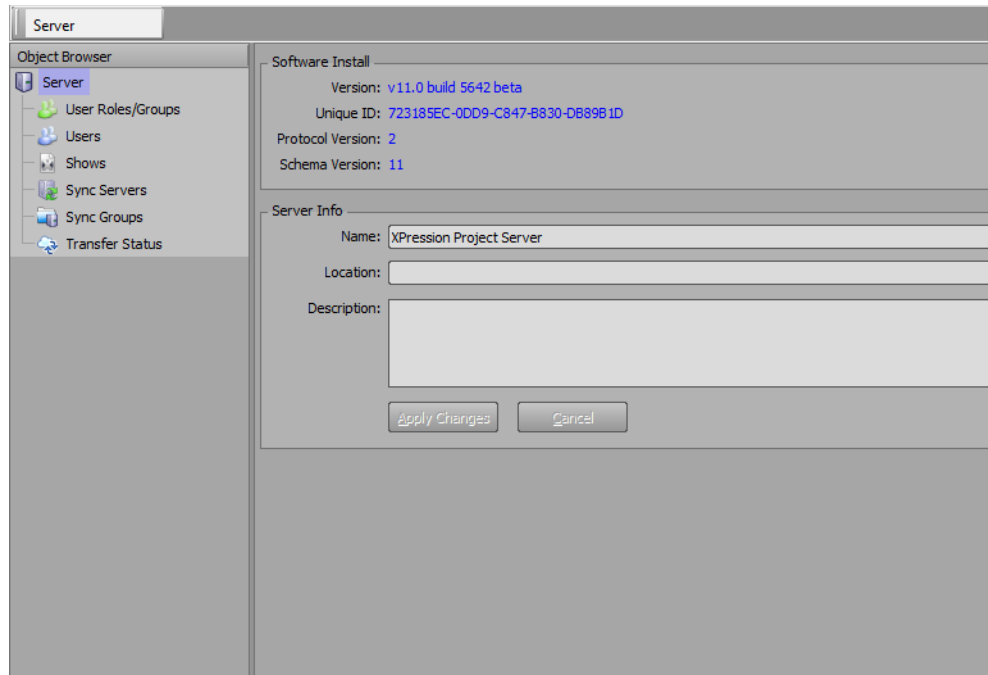 Server
Object Browser
Server
User Roles/Groups
Users
Shows
Sync Servers
Sync Groups
Transfer Status
Software Install
Version: v11.0 build 5642 beta
Unique ID: 723185EC-0DD9-C847-B830-DB89B1D
Protocol Version: 2
Schema Version: 11
Server Info
Name: XPression Project Server
Location:
Description:
Apply Changes Cancel